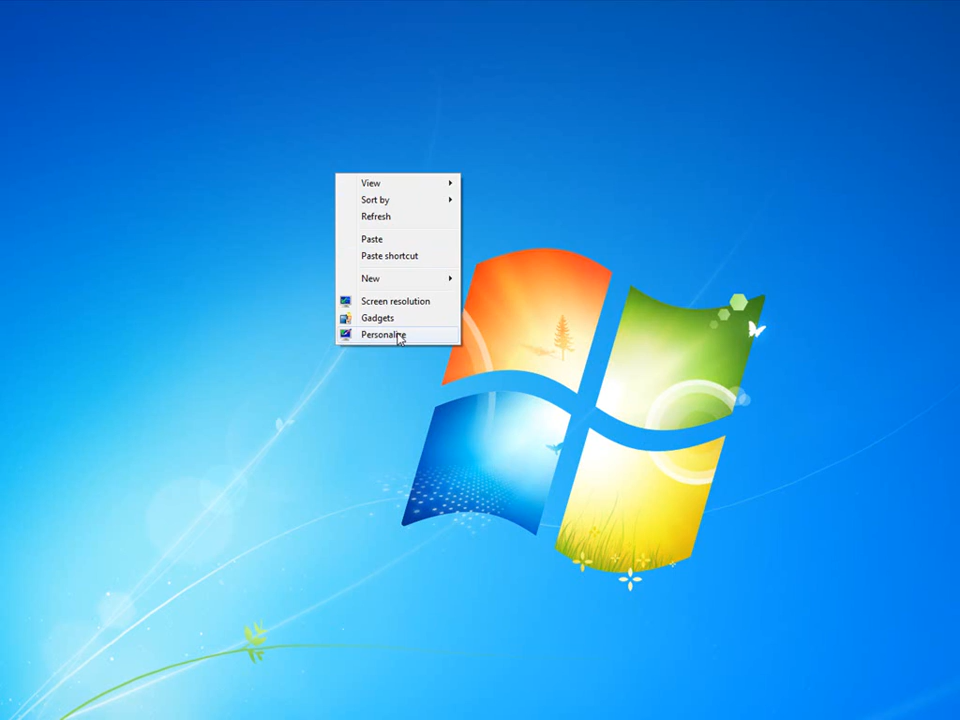 View
Sort by
Refresh
Paste
Paste shortcut
New
Screen resolution
Gadgets
Personalize